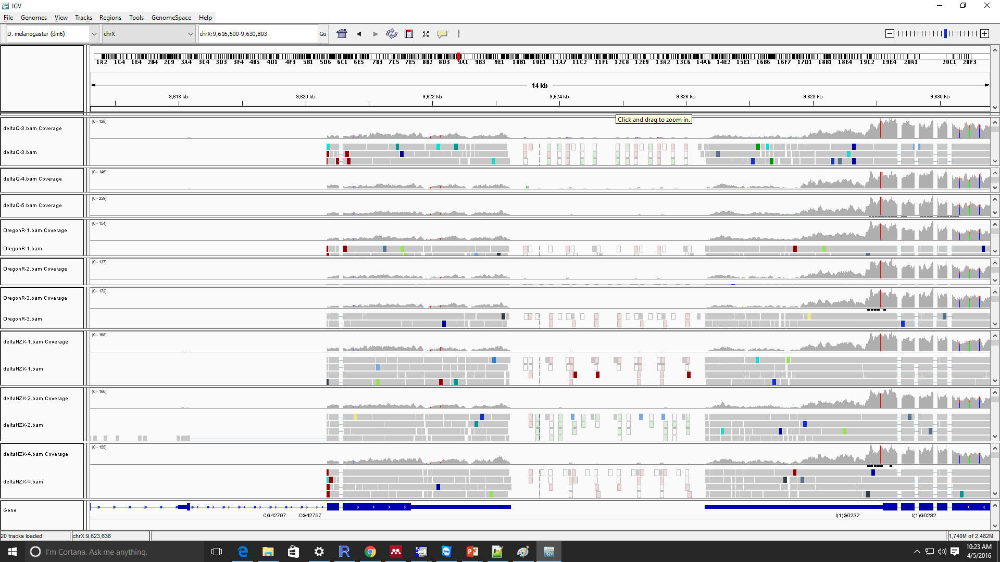 IGV
File Genomes View Tracks Regions Tools GenomeSpace Help
D. melanogaster (dm6) chrX chrX:9,616,600-9,630,803 Go
1A2 1C4 1E4 2B4 2C9 3A4 3C4 3D3 3F4 4B5 4D1 4F3 5B1 5D6 6C1 6E5 7B3 7C5 7E5 8B2 8D3 9A1 9B3 9E1 10B1 10E1 11A7 11C2 11F1 12C8 12E9 13A2 13C6 14A6 14E2 15E1 16B6 16F7 17D1 18B1 18E4 19C2 19E4 20A1 20C1 20F3
14 kb
9,618 kb 9,620 kb 9,622 kb 9,624 kb 9,626 kb 9,628 kb 9,630 kb
Click and drag to zoom in.
[0 - 128]
deltaQ-3.bam Coverage
deltaQ-3.bam
[0 - 146]
deltaQ-4.bam Coverage
[0 - 239]
deltaQ-5.bam Coverage
[0 - 154]
OregonR-1.bam Coverage
OregonR-1.bam
[0 - 137]
OregonR-2.bam Coverage
[0 - 172]
OregonR-3.bam Coverage
OregonR-3.bam
[0 - 168]
deltaNZK-1.bam Coverage
deltaNZK-1.bam
[0 - 166]
deltaNZK-2.bam Coverage
deltaNZK-2.bam
[0 - 155]
deltaNZK-4.bam Coverage
deltaNZK-4.bam
Gene
CG42797 CG42797 l(1)G0232 l(1)G0232
20 tracks loaded chrX:9,623,636 1,740M of 2,482M
I'm Cortana. Ask me anything.
10:23 AM
4/5/2016